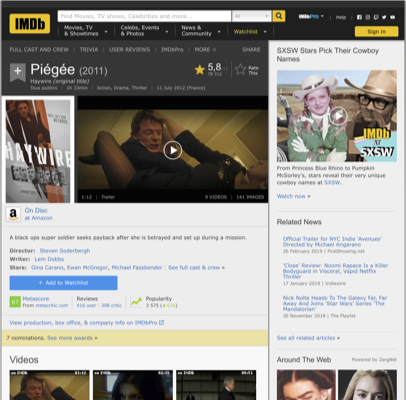 IMDb
Find Movies, TV shows, Celebrities and more...
All
Movies, TV
& Showtimes
Celebs, Events
& Photos
News &
Community
Watchlist
IMDbPro
Help
Sign in
FULL CAST AND CREW | TRIVIA | USER REVIEWS | IMDbPro | MORE
SHARE
Piégée (2011)
Haywire (original title)
Tous publics | 1h 33min | Action, Drama, Thriller | 11 July 2012 (France)
5,8
Rate
This
HAYWIRE
1:12 | Trailer
9 VIDEOS | 141 IMAGES
On Disc
at Amazon
A black ops super soldier seeks payback after she is betrayed and set up during a mission.
Director: Steven Soderbergh
Writer: Lem Dobbs
Stars: Gina Carano, Ewan McGregor, Michael Fassbender | See full cast & crew »
+ Add to Watchlist
67
Metascore
From metacritic.com
Reviews
416 user | 398 critic
Popularity
View production, box office, & company info on IMDbPro
7 nominations. See more awards »
Videos
SXSW Stars Pick Their Cowboy
Names
IMDb
AT
SXSW
From Princess Blue Rhino to Pumpkin
McSorley's, stars reveal their very unique
cowboy names at SXSW.
Watch now »
Related News
Official Trailer for NYC Indie 'Avenues'
Directed by Michael Angarano
26 February 2019 | FirstShowing.net
'Close' Review: Noomi Rapace Is a Killer
Bodyguard in Visceral, Vapid Netflix
Thriller
17 January 2019 | Indiewire
Nick Nolte Heads To The Galaxy Far, Far
Away And Joins 'Star Wars' Series 'The
Mandalorian'
30 November 2018 | The Playlist
See all related articles »
Around The Web
Powered by ZergNet